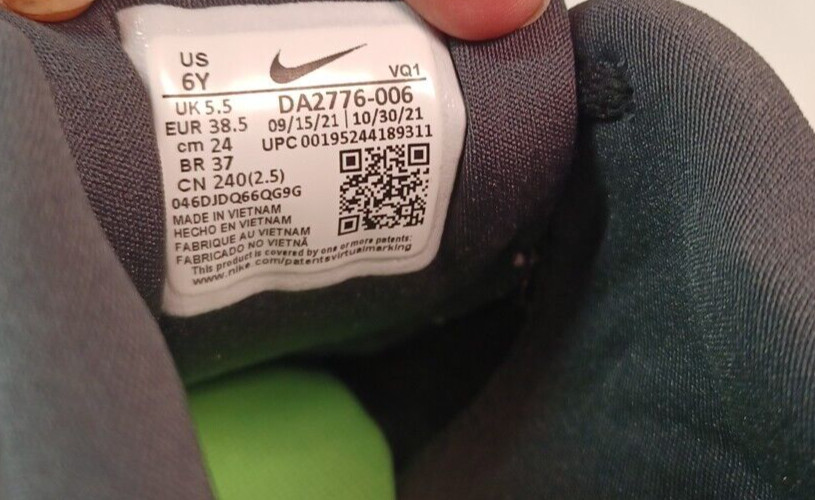 US
6Y
VQ1
UK 5.5
DA2776-006
EUR 38.5
09/15/21 | 10/30/21
cm 24
UPC 00195244189311
BR 37
CN 240(2.5)
046DJDQ66QG9G
MADE IN VIETNAM
HECHO EN VIETNAM
FABRIQUE AU VIETNAM
FABRICADO NO VIETNÃ
This product is covered by one or more patents:
www.nike.com/patentsvirtualmarking